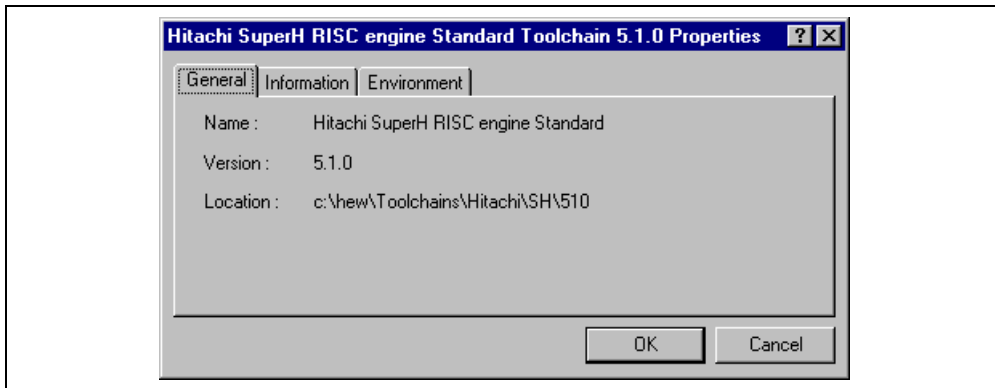 Hitachi SuperH RISC engine Standard Toolchain 5.1.0 Properties ?
General Information Environment
Name : Hitachi SuperH RISC engine Standard
Version : 5.1.0
Location : c:\hew\Toolchains\Hitachi\SH\510
OK Cancel